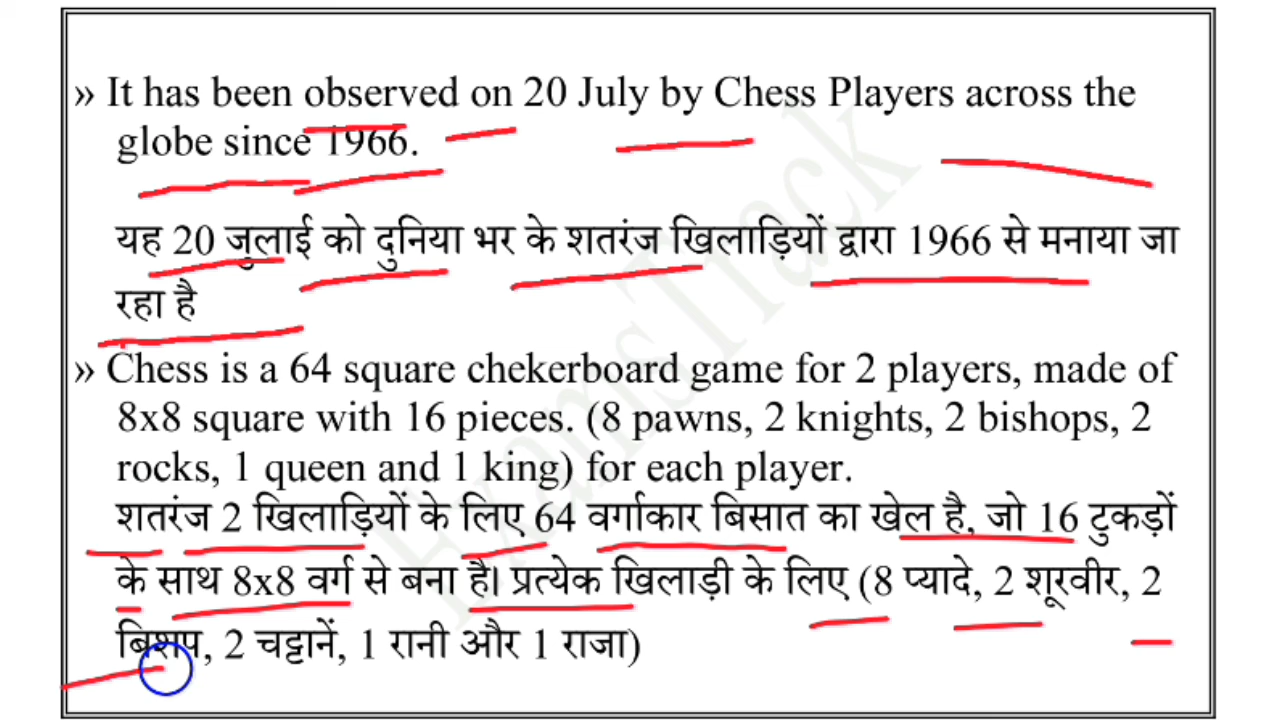 » It has been observed on 20 July by Chess Players across the
globe since 1966.
यह 20 जुलाई को दुनिया भर के शतरंज खिलाड़ियों द्वारा 1966 से मनाया जा
रहा है
» Chess is a 64 square chekerboard game for 2 players, made of
8x8 square with 16 pieces. (8 pawns, 2 knights, 2 bishops, 2
rocks, 1 queen and 1 king) for each player.
शतरंज 2 खिलाड़ियों के लिए 64 वर्गाकार बिसात का खेल है, जो 16 टुकड़ों
के साथ 8x8 वर्ग से बना है। प्रत्येक खिलाड़ी के लिए (8 प्यादे, 2 शूरवीर, 2
बिशप, 2 चट्टानें, 1 रानी और 1 राजा)
ExamsTrack